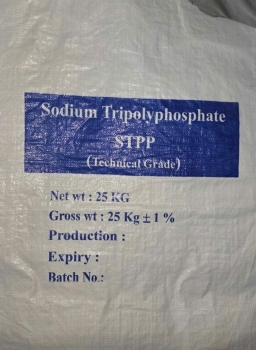 Sodium Tripolyphosphate
STPP
(Technical Grade)
Net wt : 25 KG
Gross wt : 25 Kg ± 1 %
Production :
Expiry :
Batch No.: